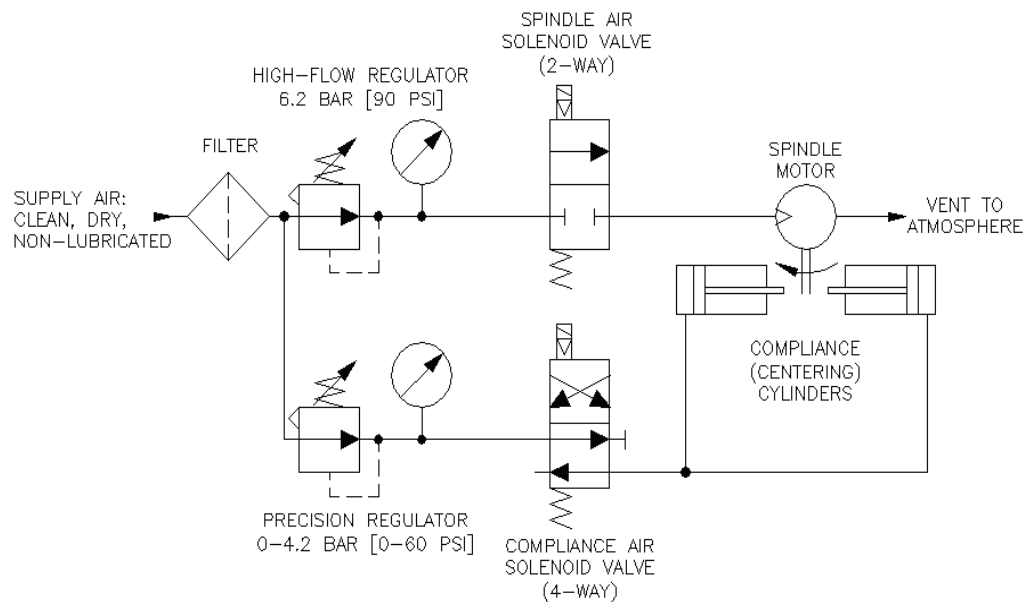 SPINDLE AIR
SOLENOID VALVE
(2-WAY)
HIGH-FLOW REGULATOR
6.2 BAR [90 PSI]
FILTER
SPINDLE
MOTOR
SUPPLY AIR:
CLEAN, DRY,
NON-LUBRICATED
VENT TO
ATMOSPHERE
COMPLIANCE
(CENTERING)
CYLINDERS
PRECISION REGULATOR
0-4.2 BAR [0-60 PSI]
COMPLIANCE AIR
SOLENOID VALVE
(4-WAY)